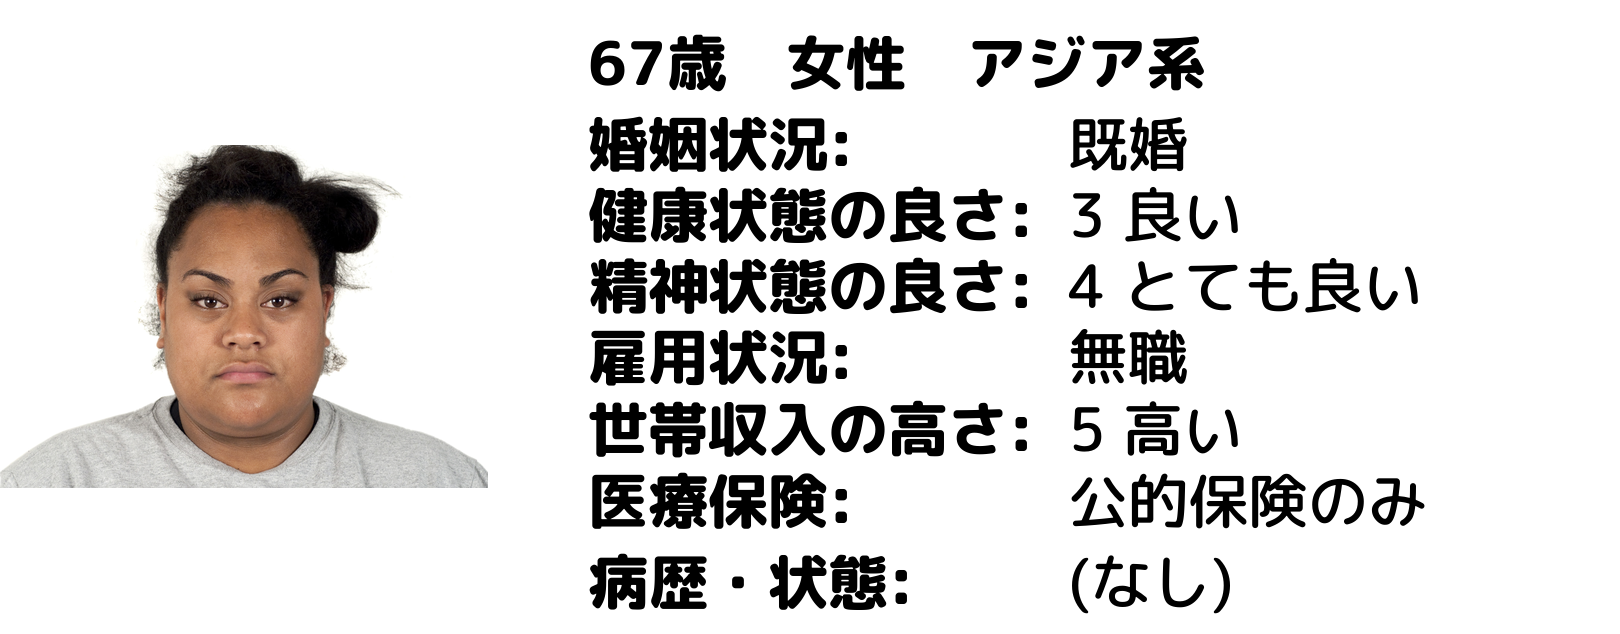 67歳　女性　アジア系
婚姻状況: 既婚
健康状態の良さ: 3 良い
精神状態の良さ: 4 とても良い
雇用状況: 無職
世帯収入の高さ: 5 高い
医療保険: 公的保険のみ
病歴・状態: (なし)